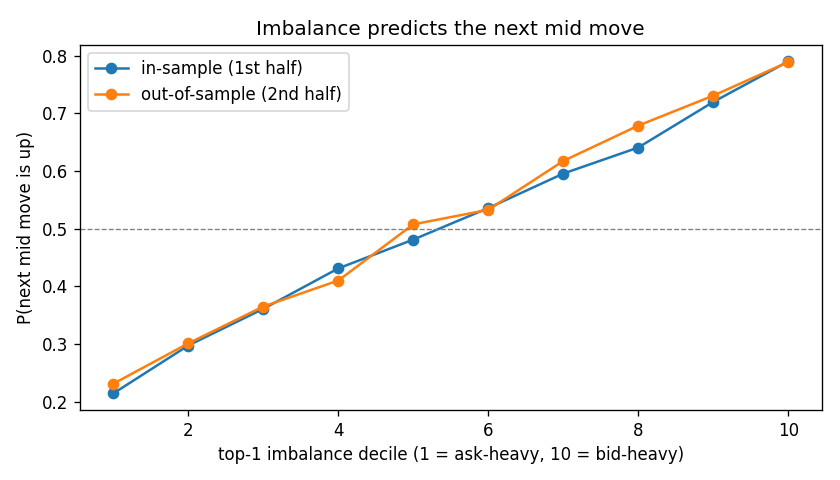 Imbalance predicts the next mid move
in-sample (1st half)
out-of-sample (2nd half)
P(next mid move is up)
0.8
0.7
0.6
0.5
0.4
0.3
0.2
2 4 6 8 10
top-1 imbalance decile (1 = ask-heavy, 10 = bid-heavy)